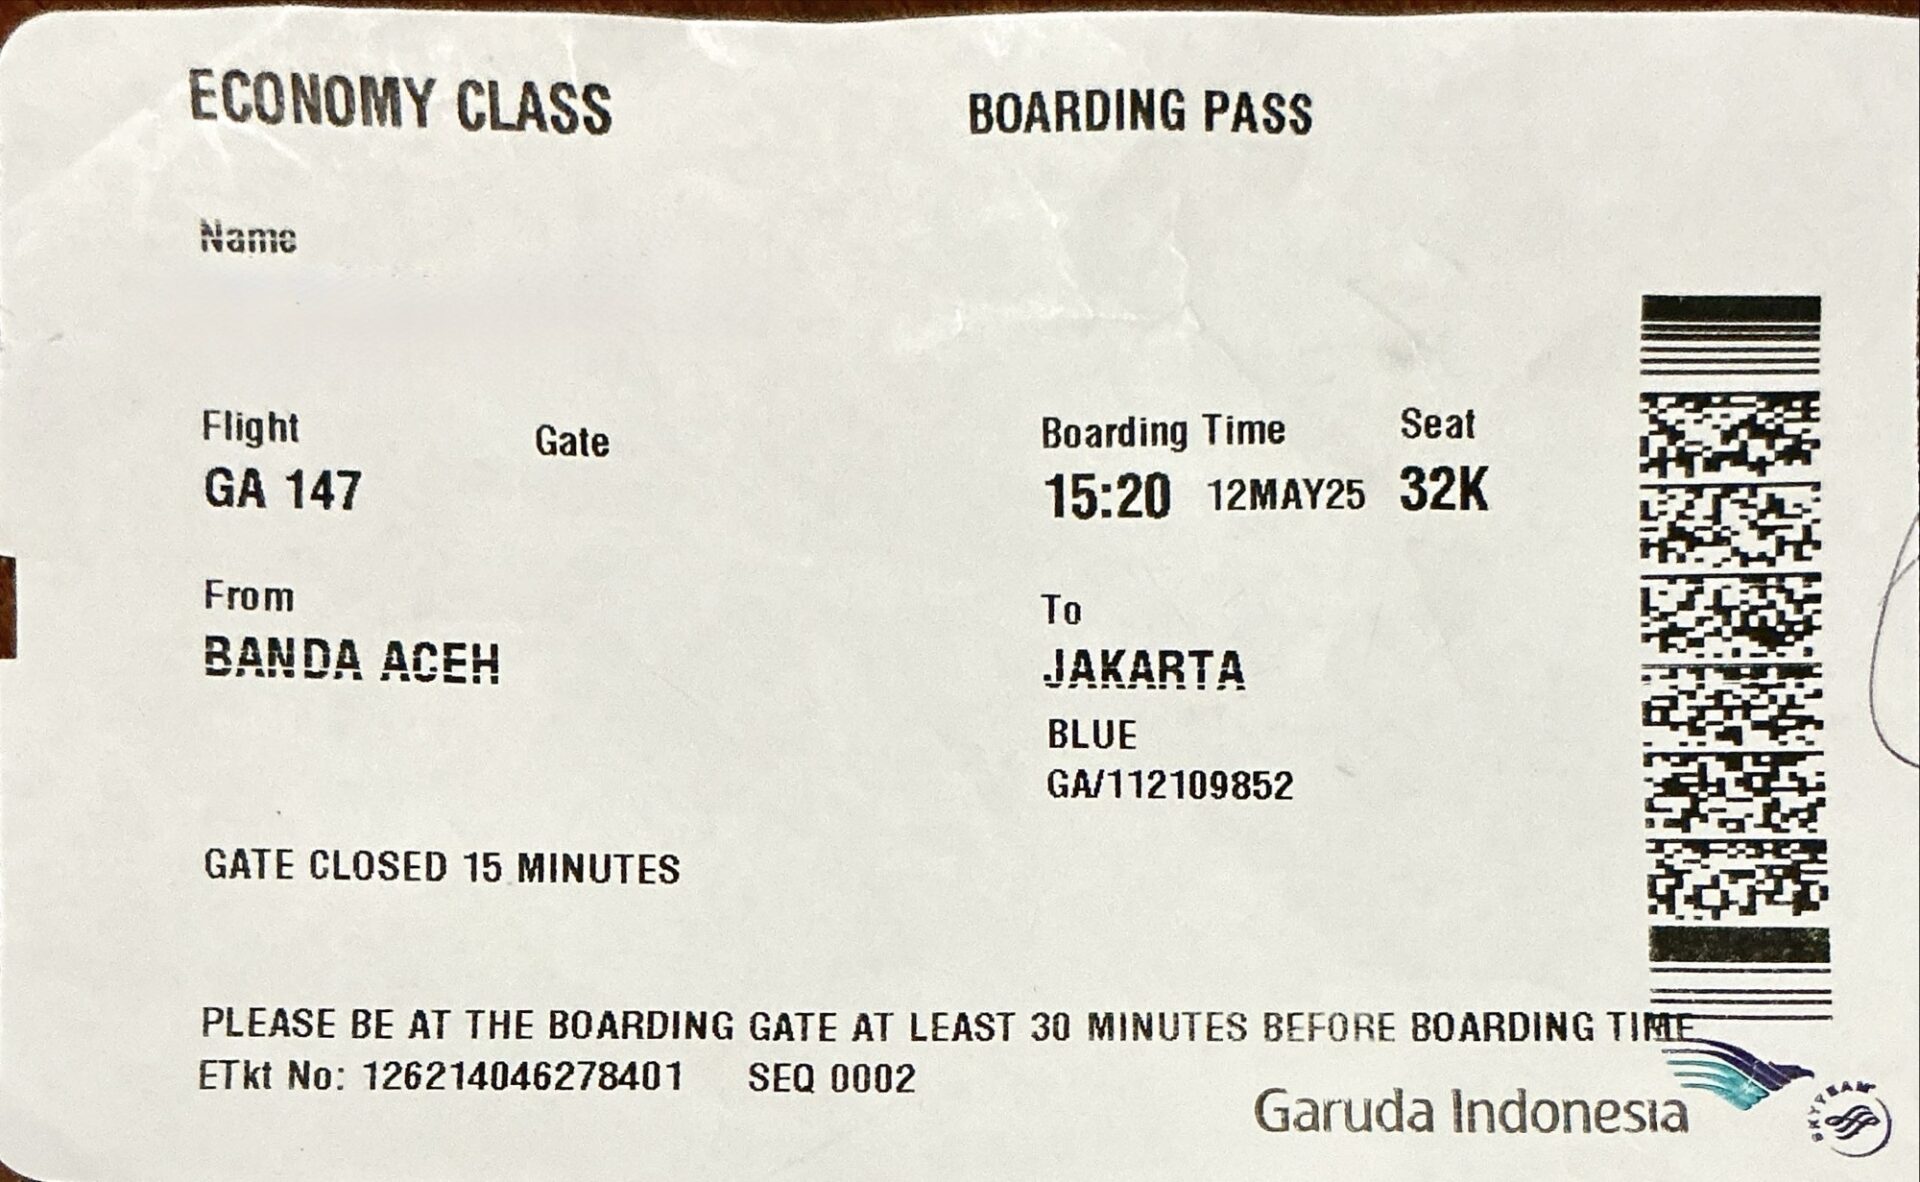 ECONOMY CLASS BOARDING PASS
Name
Flight Gate Boarding Time Seat
GA 147 15:20 12MAY25 32K
From To
BANDA ACEH JAKARTA
BLUE
GA/112109852
GATE CLOSED 15 MINUTES
PLEASE BE AT THE BOARDING GATE AT LEAST 30 MINUTES BEFORE BOARDING TIME
ETkt No: 126214046278401 SEQ 0002
Garuda Indonesia
SKYTEAM